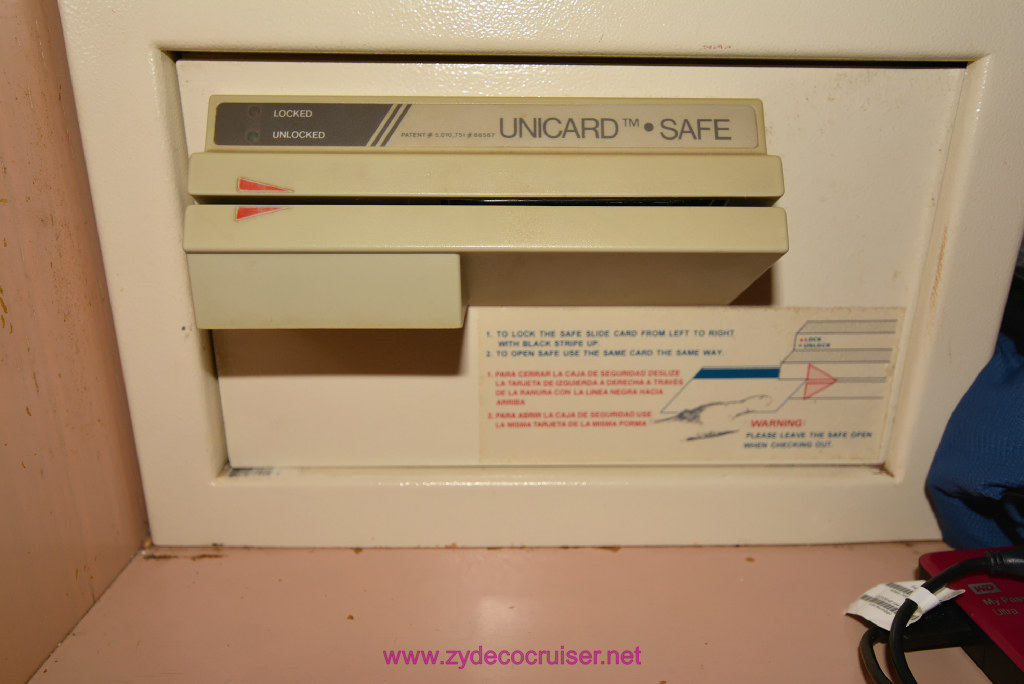 LOCKED
UNLOCKED
UNICARD™ • SAFE
1. TO LOCK THE SAFE SLIDE CARD FROM LEFT TO RIGHT
WITH BLACK STRIPE UP
2. TO OPEN SAFE USE THE SAME CARD THE SAME WAY.
1. PARA CERRAR LA CAJA DE SEGURIDAD DESLIZE
LA TARJETA DE IZQUIERDA A DERECHA A TRAVES
DE LA RANURA CON LA LINEA NEGRA HACIA
ARRIBA
2. PARA ABRIR LA CAJA DE SEGURIDAD USE
LA MISMA TARJETA DE LA MISMA FORMA
LOCK
UNLOCK
WARNING:
PLEASE LEAVE THE SAFE OPEN
WHEN CHECKING OUT.
WD
My
Ultra
www.zydecocruiser.net